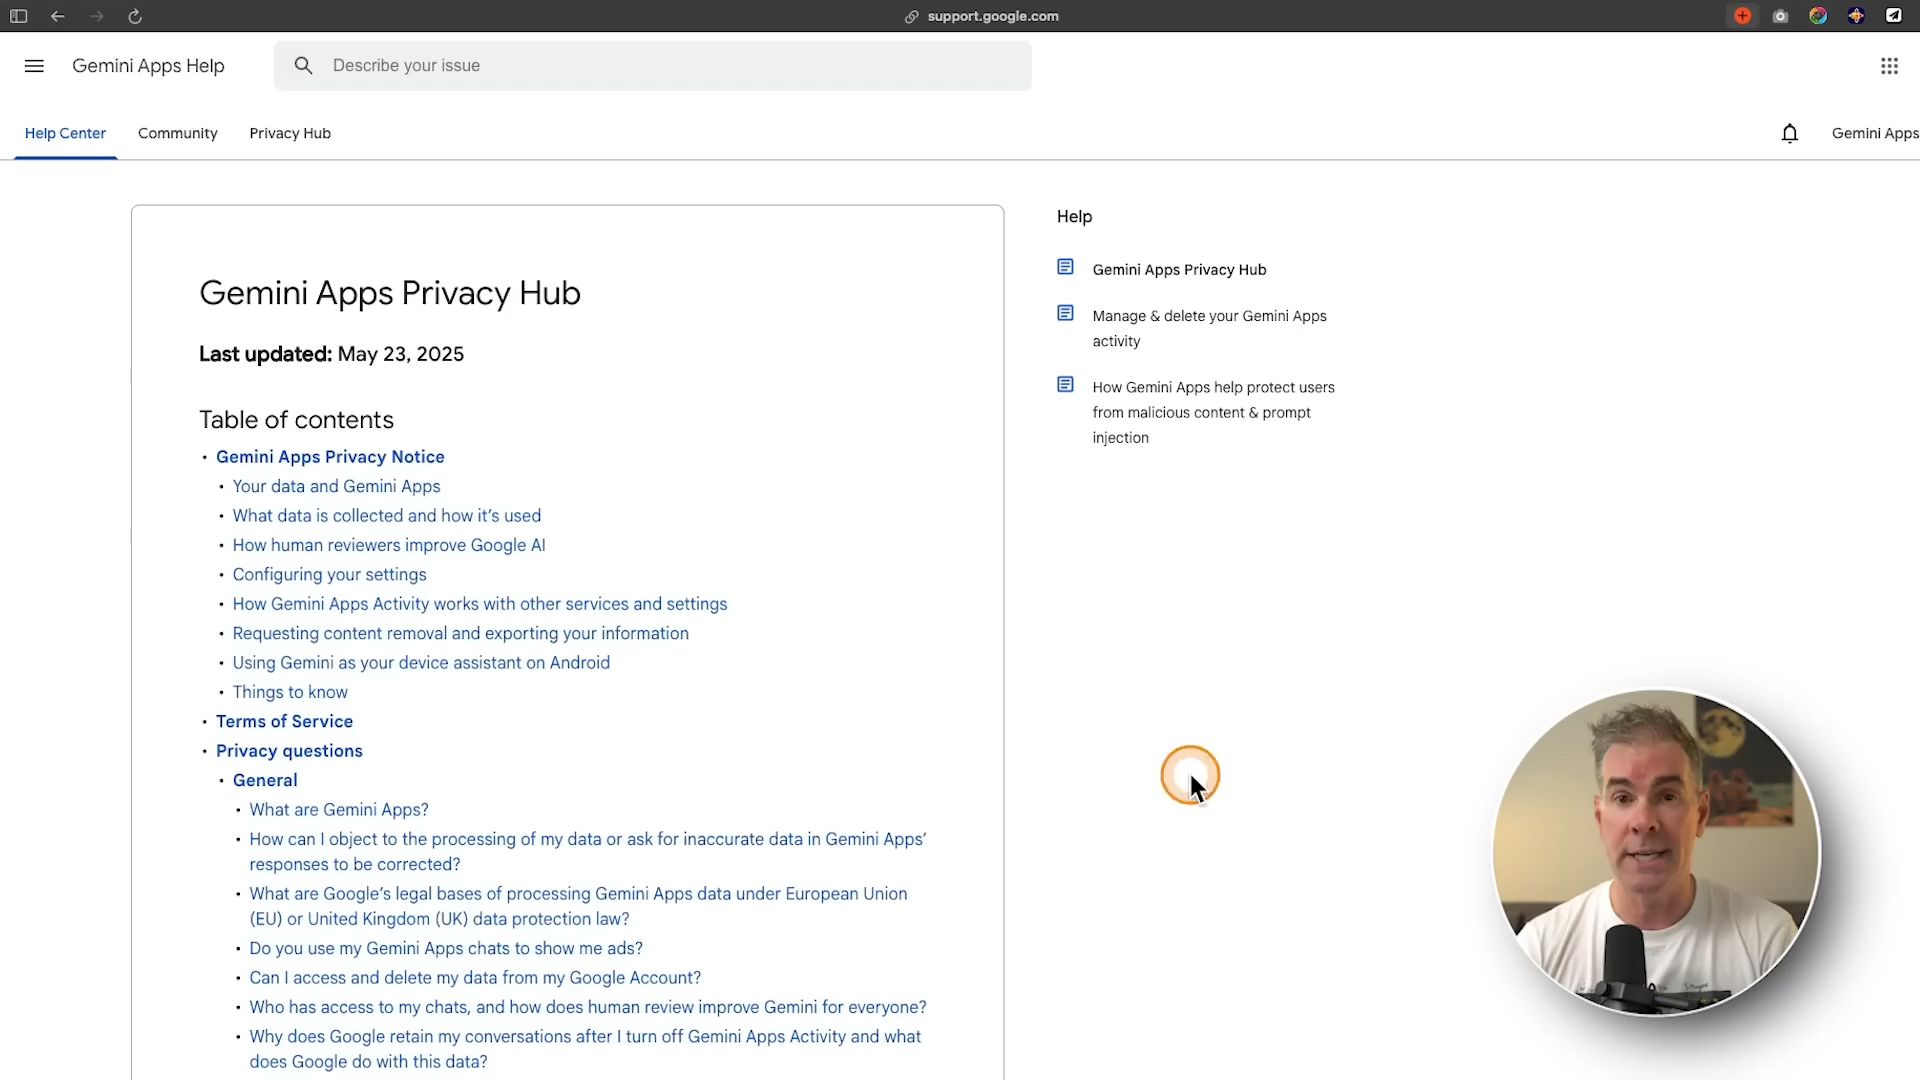 support.google.com
Gemini Apps Help
Describe your issue
Help Center
Community
Privacy Hub
Gemini Apps
Gemini Apps Privacy Hub
Last updated: May 23, 2025
Table of contents
• Gemini Apps Privacy Notice
• Your data and Gemini Apps
• What data is collected and how it’s used
• How human reviewers improve Google AI
• Configuring your settings
• How Gemini Apps Activity works with other services and settings
• Requesting content removal and exporting your information
• Using Gemini as your device assistant on Android
• Things to know
• Terms of Service
• Privacy questions
• General
• What are Gemini Apps?
• How can I object to the processing of my data or ask for inaccurate data in Gemini Apps’
responses to be corrected?
• What are Google’s legal bases of processing Gemini Apps data under European Union
(EU) or United Kingdom (UK) data protection law?
• Do you use my Gemini Apps chats to show me ads?
• Can I access and delete my data from my Google Account?
• Who has access to my chats, and how does human review improve Gemini for everyone?
• Why does Google retain my conversations after I turn off Gemini Apps Activity and what
does Google do with this data?
Help
Gemini Apps Privacy Hub
Manage & delete your Gemini Apps
activity
How Gemini Apps help protect users
from malicious content & prompt
injection